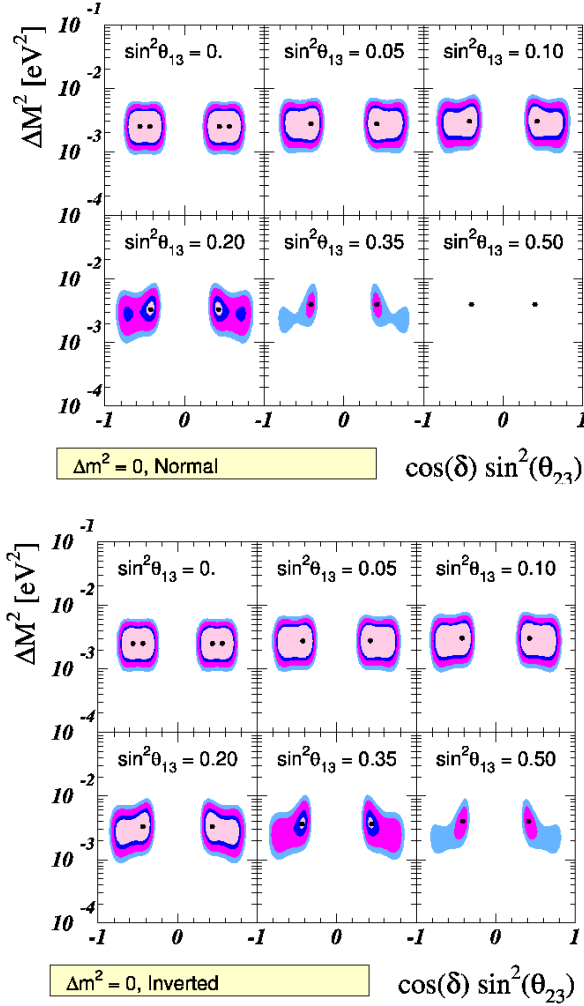 10 -1
ΔM² [eV²]
sin²θ₁₃ = 0.
sin²θ₁₃ = 0.05
sin²θ₁₃ = 0.10
10 -2
10 -3
10 -4
10
sin²θ₁₃ = 0.20
sin²θ₁₃ = 0.35
sin²θ₁₃ = 0.50
10 -2
10 -3
10 -4
-1 0 -1 0 -1 0 1
Δm² = 0, Normal
cos(δ) sin²(θ₂₃)
10 -1
ΔM² [eV²]
sin²θ₁₃ = 0.
sin²θ₁₃ = 0.05
sin²θ₁₃ = 0.10
10 -2
10 -3
10 -4
10
sin²θ₁₃ = 0.20
sin²θ₁₃ = 0.35
sin²θ₁₃ = 0.50
10 -2
10 -3
10 -4
-1 0 -1 0 -1 0 1
Δm² = 0, Inverted
cos(δ) sin²(θ₂₃)